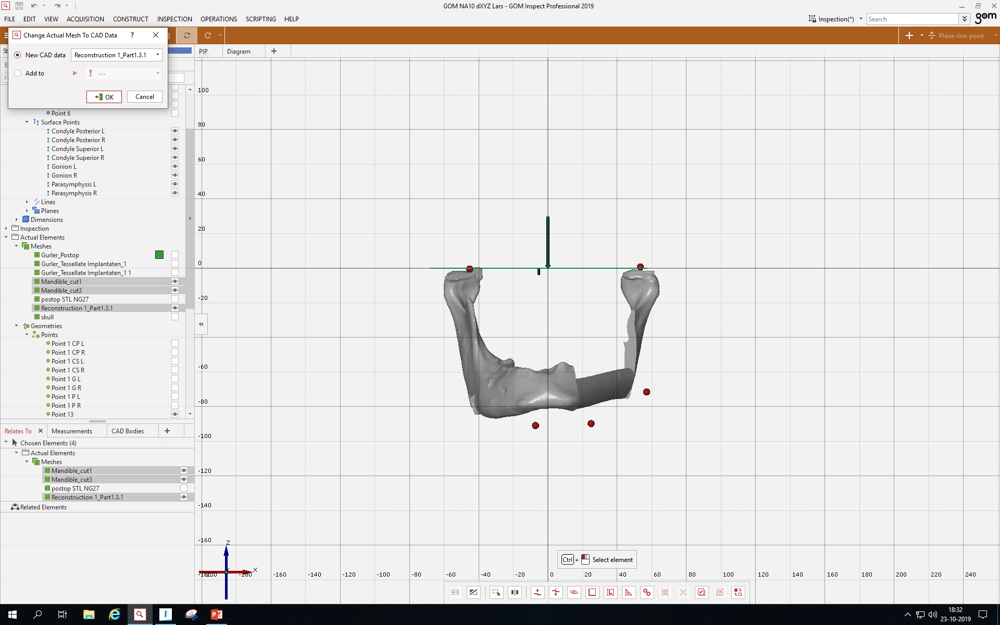 GOM NA10 dXYZ Lars - GOM Inspect Professional 2019
FILE EDIT VIEW ACQUISITION CONSTRUCT INSPECTION OPERATIONS SCRIPTING HELP
Inspection(*)
Search
gom
Change Actual Mesh To CAD Data ?
Plane-line-point
New CAD data Reconstruction 1_Part1.3.1
Add to ---
OK Cancel
PIP Diagram
Point 6
Surface Points
Condyle Posterior L
Condyle Posterior R
Condyle Superior L
Condyle Superior R
Gonion L
Gonion R
Parasymphysis L
Parasymphysis R
Lines
Planes
Dimensions
Inspection
Actual Elements
Meshes
Gurler_Postop
Gurler_Tessellate Implantaten_1
Gurler_Tessellate Implantaten_1 1
Mandible_cut1
Mandible_cut3
postop STL NG27
Reconstruction 1_Part1.3.1
skull
Geometries
Points
Point 1 CP L
Point 1 CP R
Point 1 CS L
Point 1 CS R
Point 1 G L
Point 1 G R
Point 1 P L
Point 1 P R
Point 13
Relates To Measurements CAD Bodies
Chosen Elements (4)
Actual Elements
Meshes
Mandible_cut1
Mandible_cut3
postop STL NG27
Reconstruction 1_Part1.3.1
Related Elements
120
100
80
60
40
20
0
-20
-60
-80
-100
-120
-140
-160
Z
X
-200 -180 -160 -140 -120 -100 -80 -60 -40 -20 0 20 40 60 80 100 120 140 160 180 200 220 240
Ctrl + Select element
18:32
23-10-2019